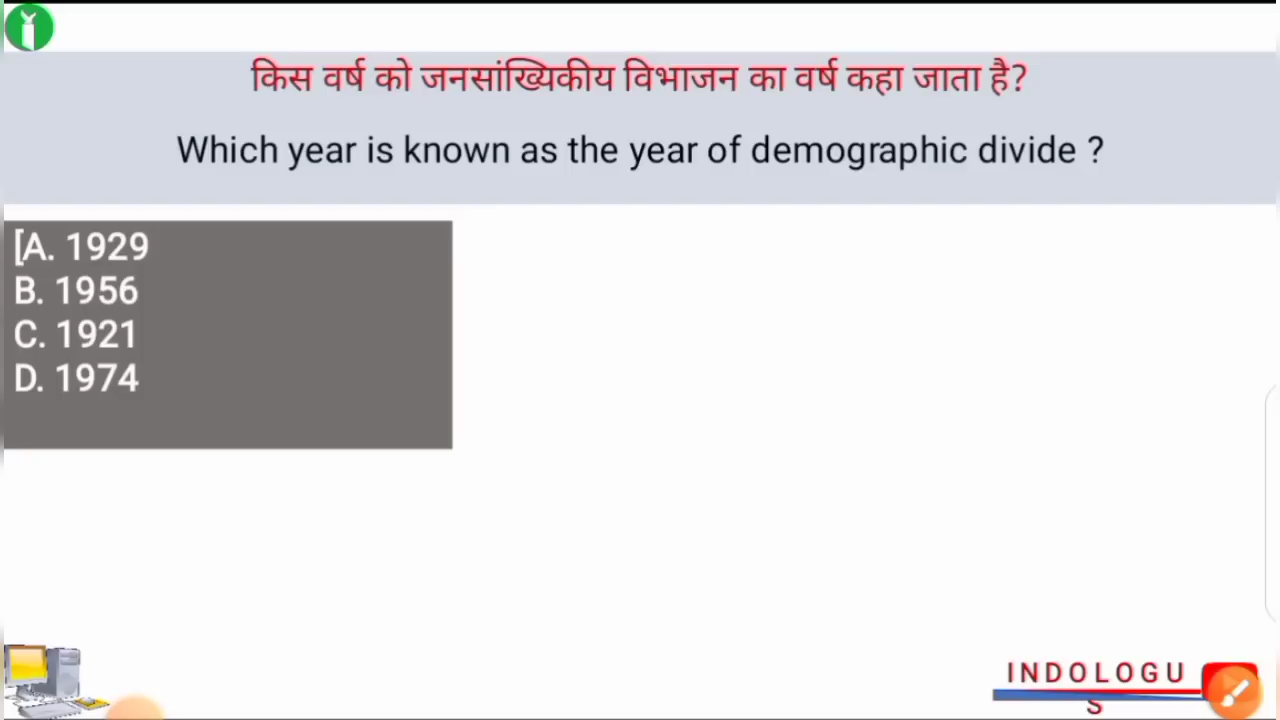 किस वर्ष को जनसांख्यिकीय विभाजन का वर्ष कहा जाता है?
Which year is known as the year of demographic divide ?
[A. 1929
B. 1956
C. 1921
D. 1974
INDOLOGU
S